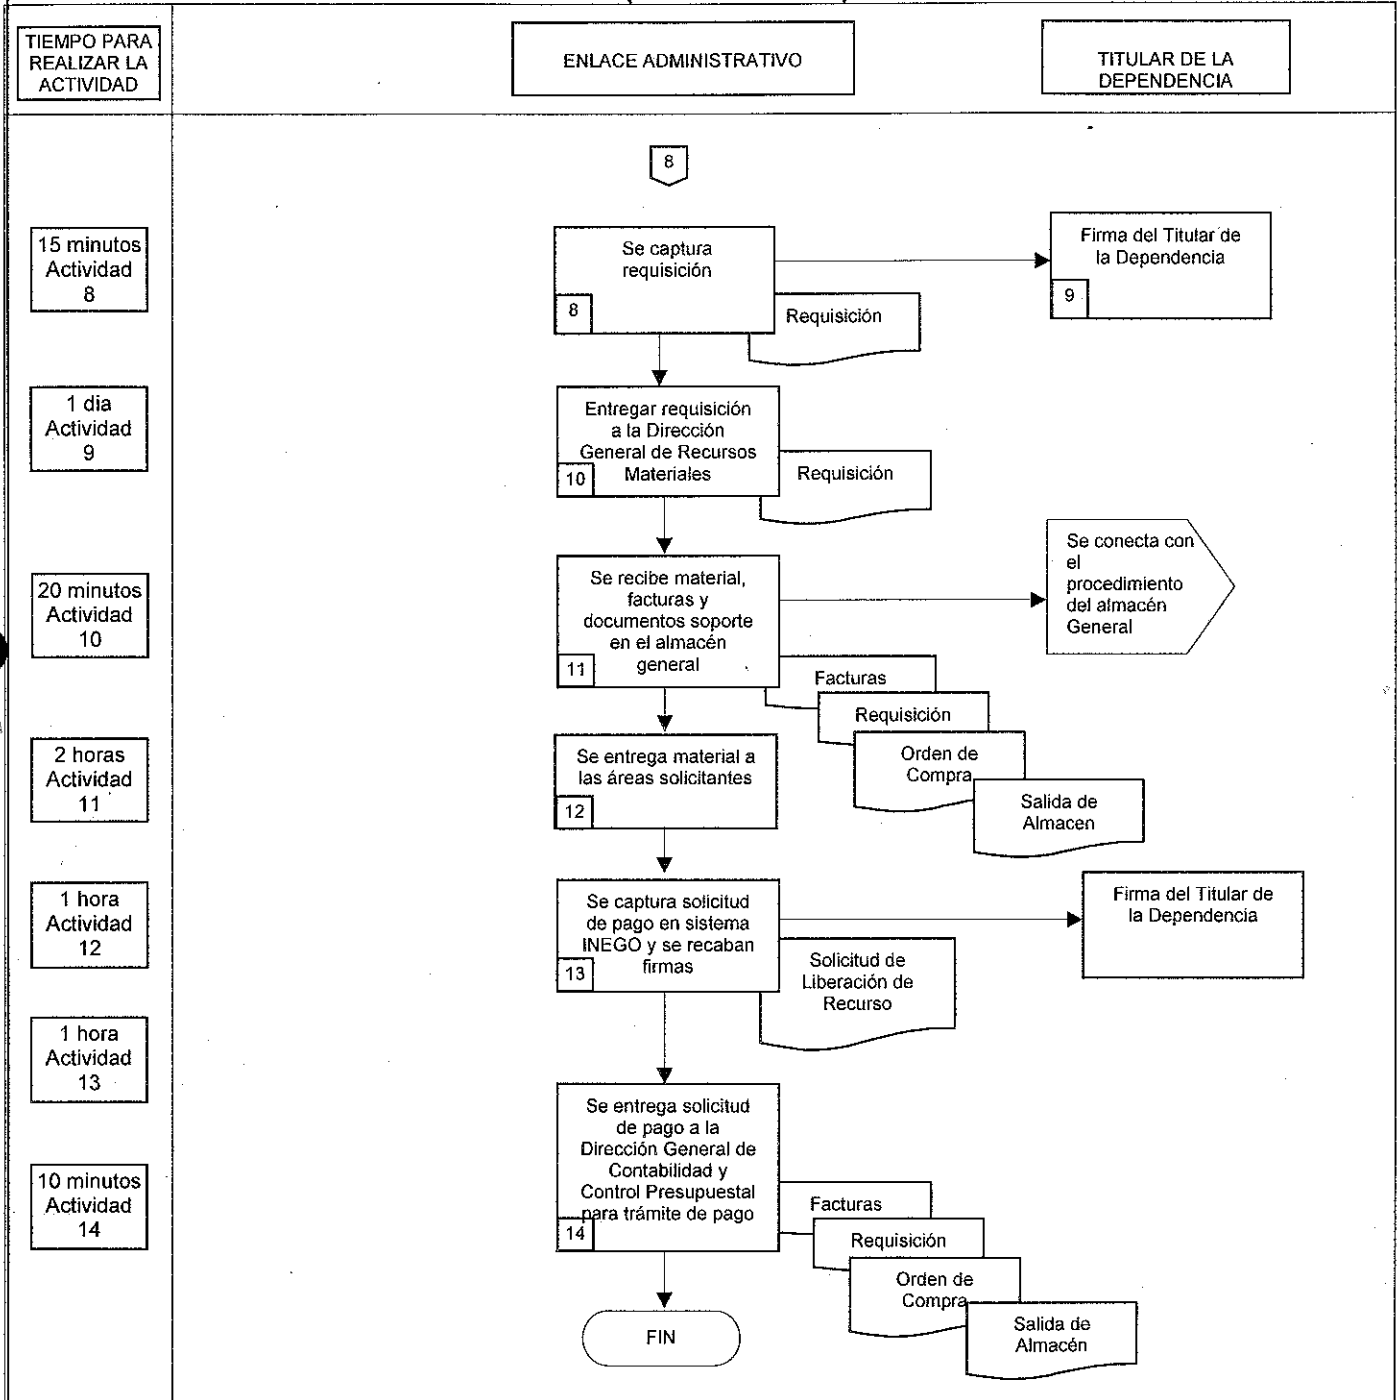 TIEMPO PARA
REALIZAR LA
ACTIVIDAD
ENLACE ADMINISTRATIVO
TITULAR DE LA
DEPENDENCIA
8
15 minutos
Actividad
8
Se captura
requisición
8
Requisición
Firma del Titular de
la Dependencia
9
1 dia
Actividad
9
Entregar requisición
a la Dirección
General de Recursos
Materiales
10
Requisición
20 minutos
Actividad
10
Se recibe material,
facturas y
documentos soporte
en el almacén
general
11
Se conecta con
el
procedimiento
del almacén
General
Facturas
Requisición
Orden de
Compra
Salida de
Almacen
2 horas
Actividad
11
Se entrega material a
las áreas solicitantes
12
1 hora
Actividad
12
Se captura solicitud
de pago en sistema
INEGO y se recaban
firmas
13
Solicitud de
Liberación de
Recurso
Firma del Titular de
la Dependencia
1 hora
Actividad
13
10 minutos
Actividad
14
Se entrega solicitud
de pago a la
Dirección General de
Contabilidad y
Control Presupuestal
para trámite de pago
14
Facturas
Requisición
Orden de
Compra
Salida de
Almacén
FIN